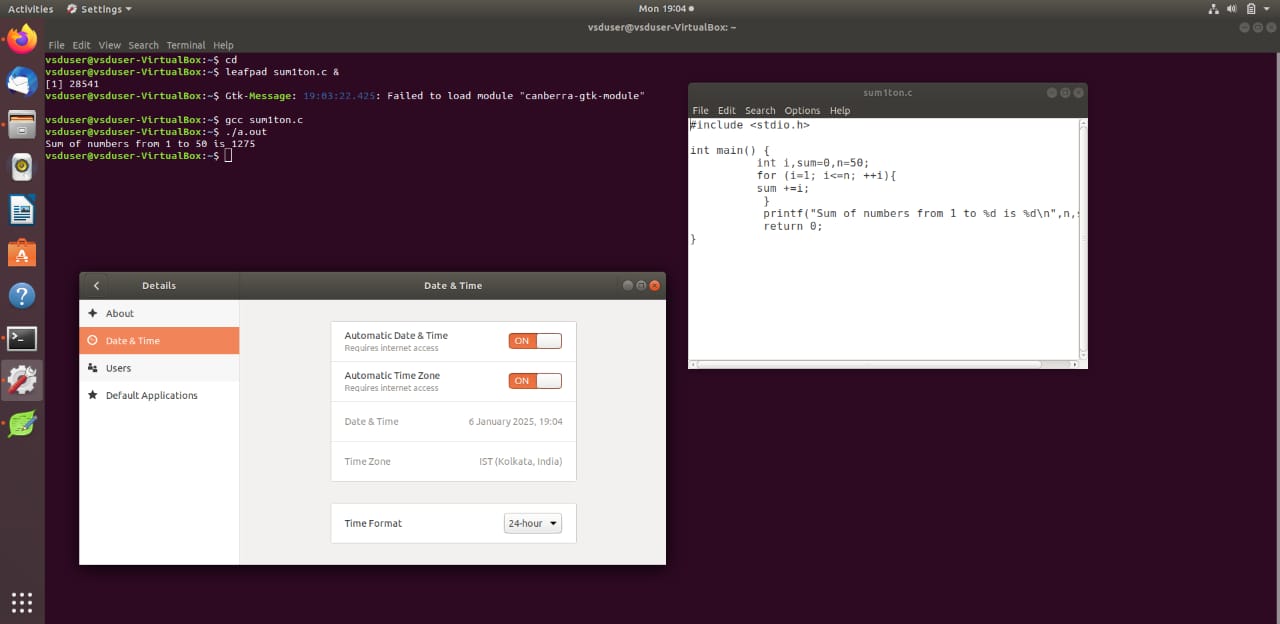 Activities Settings Mon 19:04
vsduser@vsduser-VirtualBox: ~
File Edit View Search Terminal Help
vsduser@vsduser-VirtualBox:~$ cd
vsduser@vsduser-VirtualBox:~$ leafpad sum1ton.c &
[1] 28541
vsduser@vsduser-VirtualBox:~$ Gtk-Message: 19:03:22.425: Failed to load module "canberra-gtk-module"
vsduser@vsduser-VirtualBox:~$ gcc sum1ton.c
vsduser@vsduser-VirtualBox:~$ ./a.out
Sum of numbers from 1 to 50 is 1275
vsduser@vsduser-VirtualBox:~$
sum1ton.c
File Edit Search Options Help
#include <stdio.h>
int main() {
int i,sum=0,n=50;
for (i=1; i<=n; ++i){
sum +=i;
}
printf("Sum of numbers from 1 to %d is %d\n",n,s
return 0;
}
Details
Date & Time
About
Date & Time
Users
Default Applications
Automatic Date & Time
Requires internet access
ON
Automatic Time Zone
Requires internet access
ON
Date & Time 6 January 2025, 19:04
Time Zone IST (Kolkata, India)
Time Format 24-hour